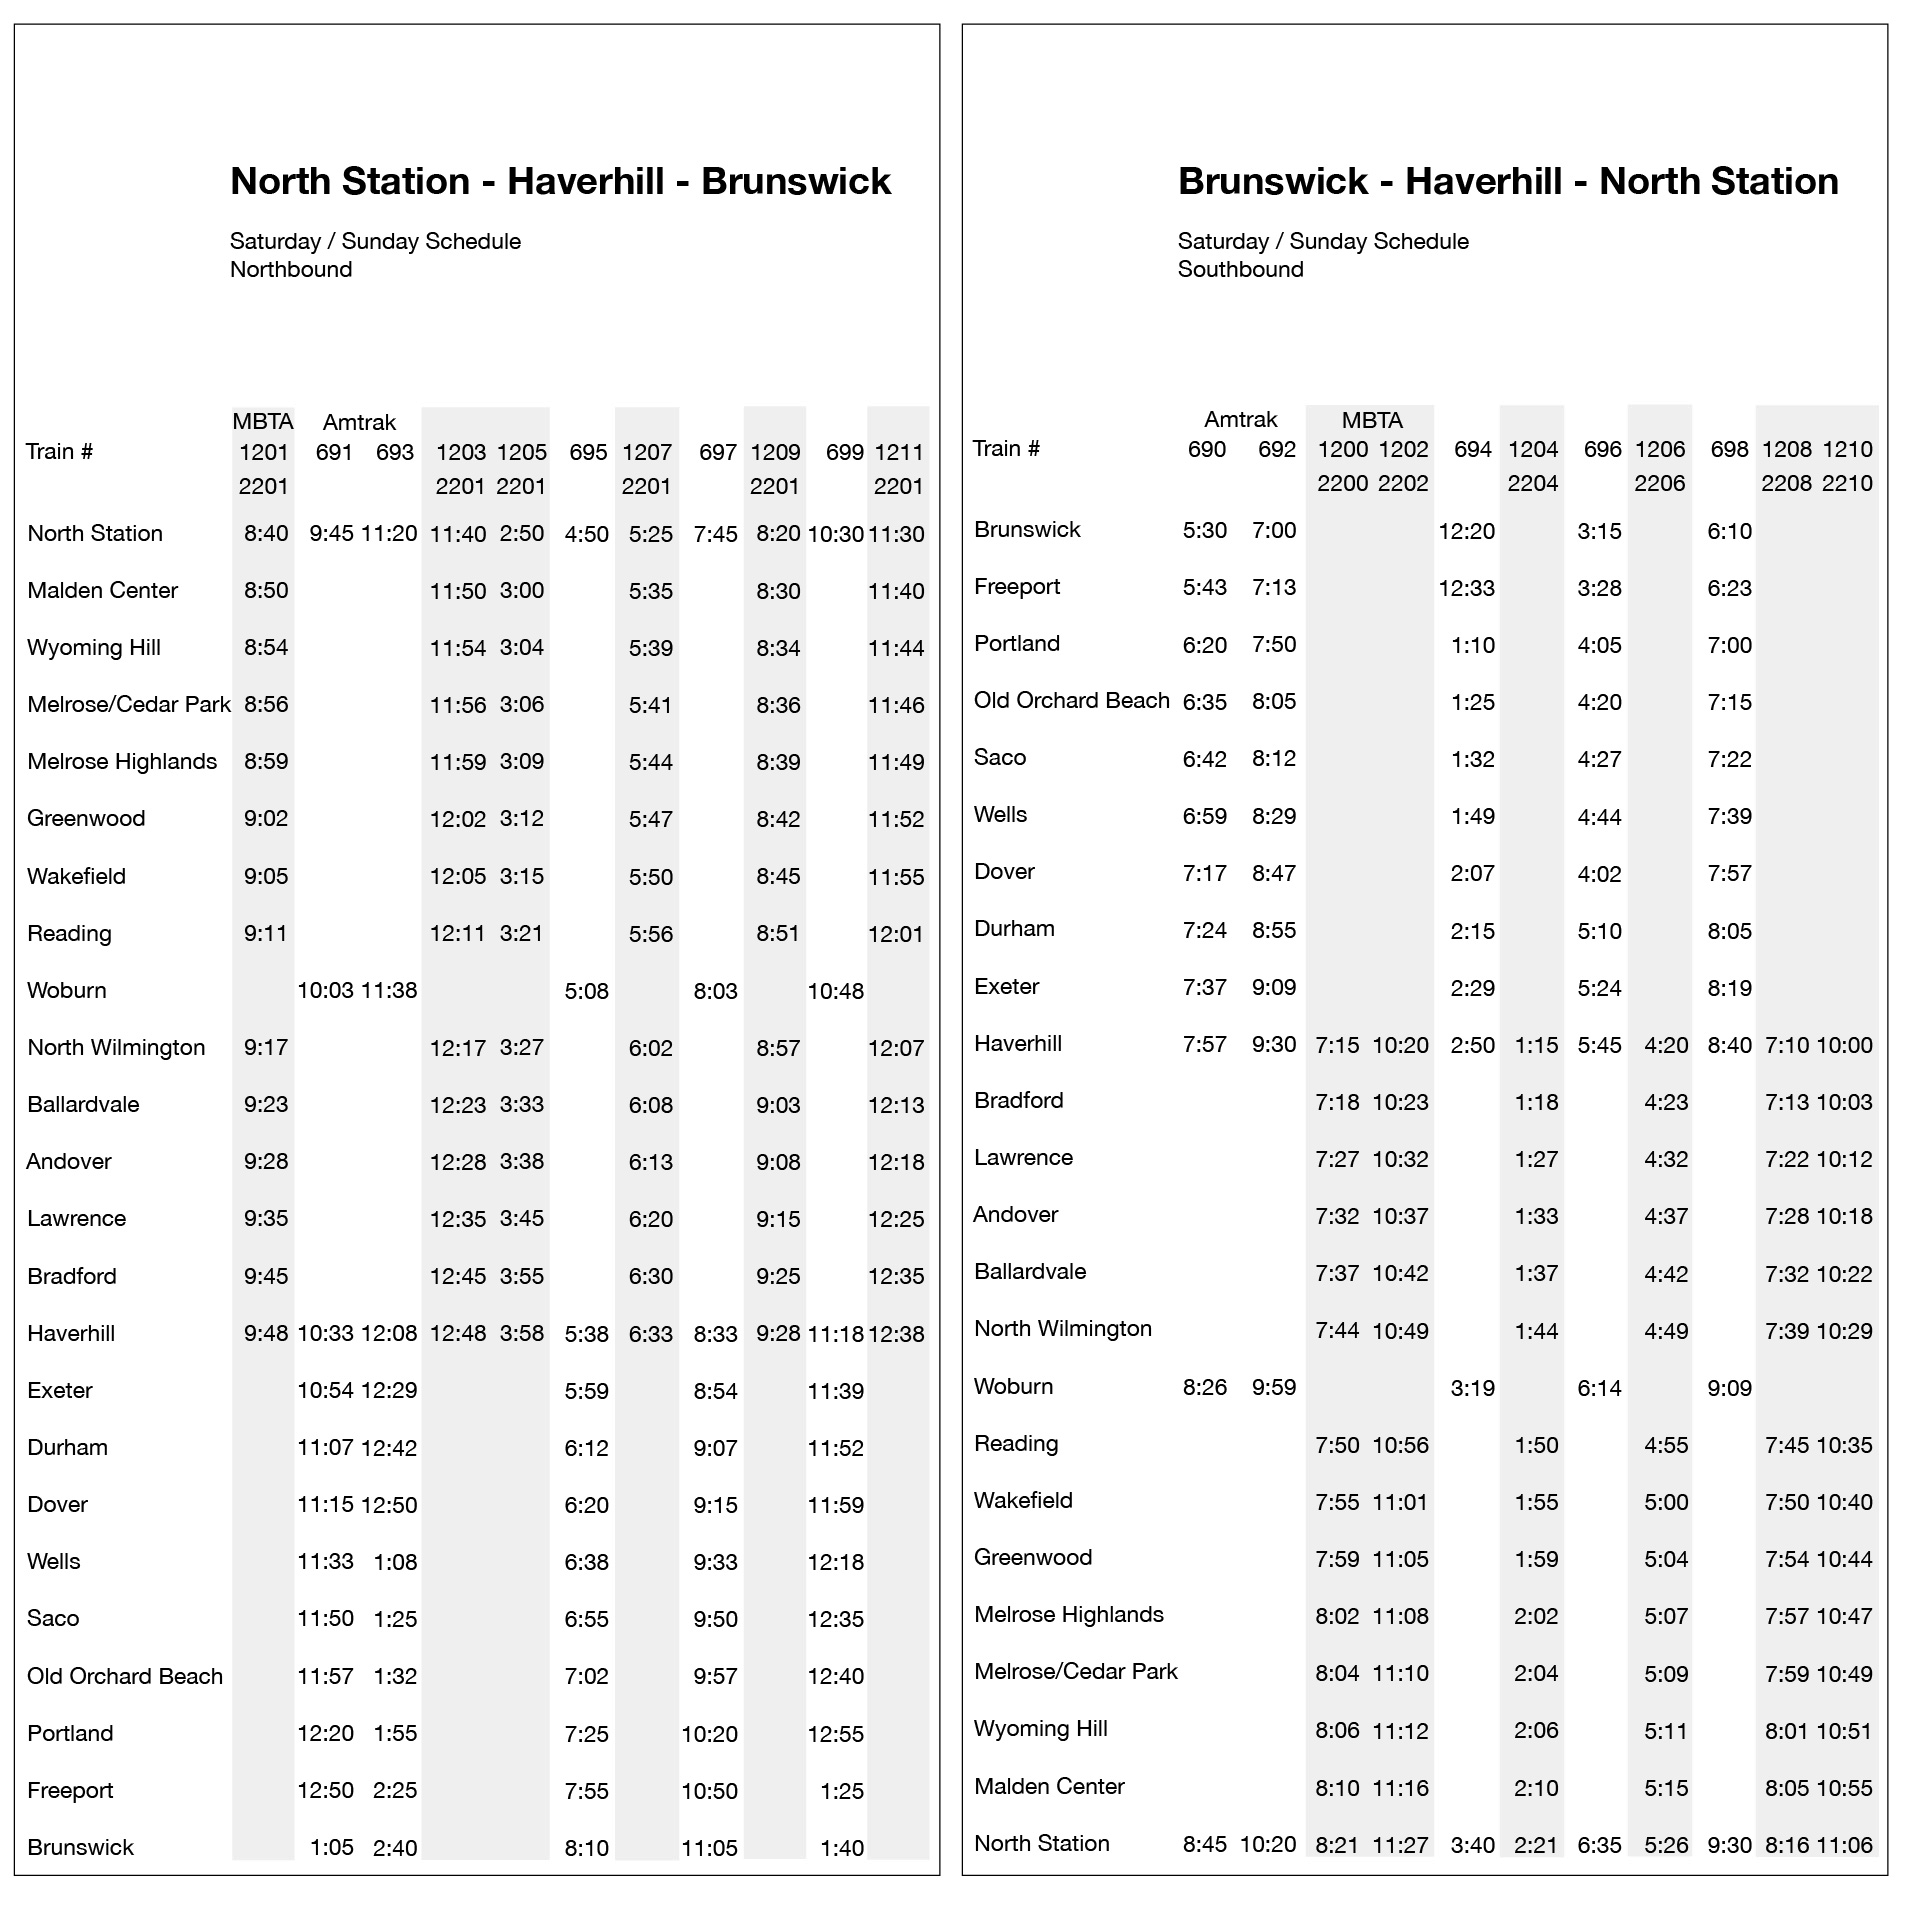 North Station - Haverhill - Brunswick
Saturday / Sunday Schedule
Northbound
MBTA Amtrak
Train # 1201 691 693 1203 1205 695 1207 697 1209 699 1211
2201 2201 2201 2201 2201 2201
North Station 8:40 9:45 11:20 11:40 2:50 4:50 5:25 7:45 8:20 10:30 11:30
Malden Center 8:50 11:50 3:00 5:35 8:30 11:40
Wyoming Hill 8:54 11:54 3:04 5:39 8:34 11:44
Melrose/Cedar Park 8:56 11:56 3:06 5:41 8:36 11:46
Melrose Highlands 8:59 11:59 3:09 5:44 8:39 11:49
Greenwood 9:02 12:02 3:12 5:47 8:42 11:52
Wakefield 9:05 12:05 3:15 5:50 8:45 11:55
Reading 9:11 12:11 3:21 5:56 8:51 12:01
Woburn 10:03 11:38 5:08 8:03 10:48
North Wilmington 9:17 12:17 3:27 6:02 8:57 12:07
Ballardvale 9:23 12:23 3:33 6:08 9:03 12:13
Andover 9:28 12:28 3:38 6:13 9:08 12:18
Lawrence 9:35 12:35 3:45 6:20 9:15 12:25
Bradford 9:45 12:45 3:55 6:30 9:25 12:35
Haverhill 9:48 10:33 12:08 12:48 3:58 5:38 6:33 8:33 9:28 11:18 12:38
Exeter 10:54 12:29 5:59 8:54 11:39
Durham 11:07 12:42 6:12 9:07 11:52
Dover 11:15 12:50 6:20 9:15 11:59
Wells 11:33 1:08 6:38 9:33 12:18
Saco 11:50 1:25 6:55 9:50 12:35
Old Orchard Beach 11:57 1:32 7:02 9:57 12:40
Portland 12:20 1:55 7:25 10:20 12:55
Freeport 12:50 2:25 7:55 10:50 1:25
Brunswick 1:05 2:40 8:10 11:05 1:40
Brunswick - Haverhill - North Station
Saturday / Sunday Schedule
Southbound
Amtrak MBTA
Train # 690 692 1200 1202 694 1204 696 1206 698 1208 1210
2200 2202 2204 2206 2208 2210
Brunswick 5:30 7:00 12:20 3:15 6:10
Freeport 5:43 7:13 12:33 3:28 6:23
Portland 6:20 7:50 1:10 4:05 7:00
Old Orchard Beach 6:35 8:05 1:25 4:20 7:15
Saco 6:42 8:12 1:32 4:27 7:22
Wells 6:59 8:29 1:49 4:44 7:39
Dover 7:17 8:47 2:07 4:02 7:57
Durham 7:24 8:55 2:15 5:10 8:05
Exeter 7:37 9:09 2:29 5:24 8:19
Haverhill 7:57 9:30 7:15 10:20 2:50 1:15 5:45 4:20 8:40 7:10 10:00
Bradford 7:18 10:23 1:18 4:23 7:13 10:03
Lawrence 7:27 10:32 1:27 4:32 7:22 10:12
Andover 7:32 10:37 1:33 4:37 7:28 10:18
Ballardvale 7:37 10:42 1:37 4:42 7:32 10:22
North Wilmington 7:44 10:49 1:44 4:49 7:39 10:29
Woburn 8:26 9:59 3:19 6:14 9:09
Reading 7:50 10:56 1:50 4:55 7:45 10:35
Wakefield 7:55 11:01 1:55 5:00 7:50 10:40
Greenwood 7:59 11:05 1:59 5:04 7:54 10:44
Melrose Highlands 8:02 11:08 2:02 5:07 7:57 10:47
Melrose/Cedar Park 8:04 11:10 2:04 5:09 7:59 10:49
Wyoming Hill 8:06 11:12 2:06 5:11 8:01 10:51
Malden Center 8:10 11:16 2:10 5:15 8:05 10:55
North Station 8:45 10:20 8:21 11:27 3:40 2:21 6:35 5:26 9:30 8:16 11:06